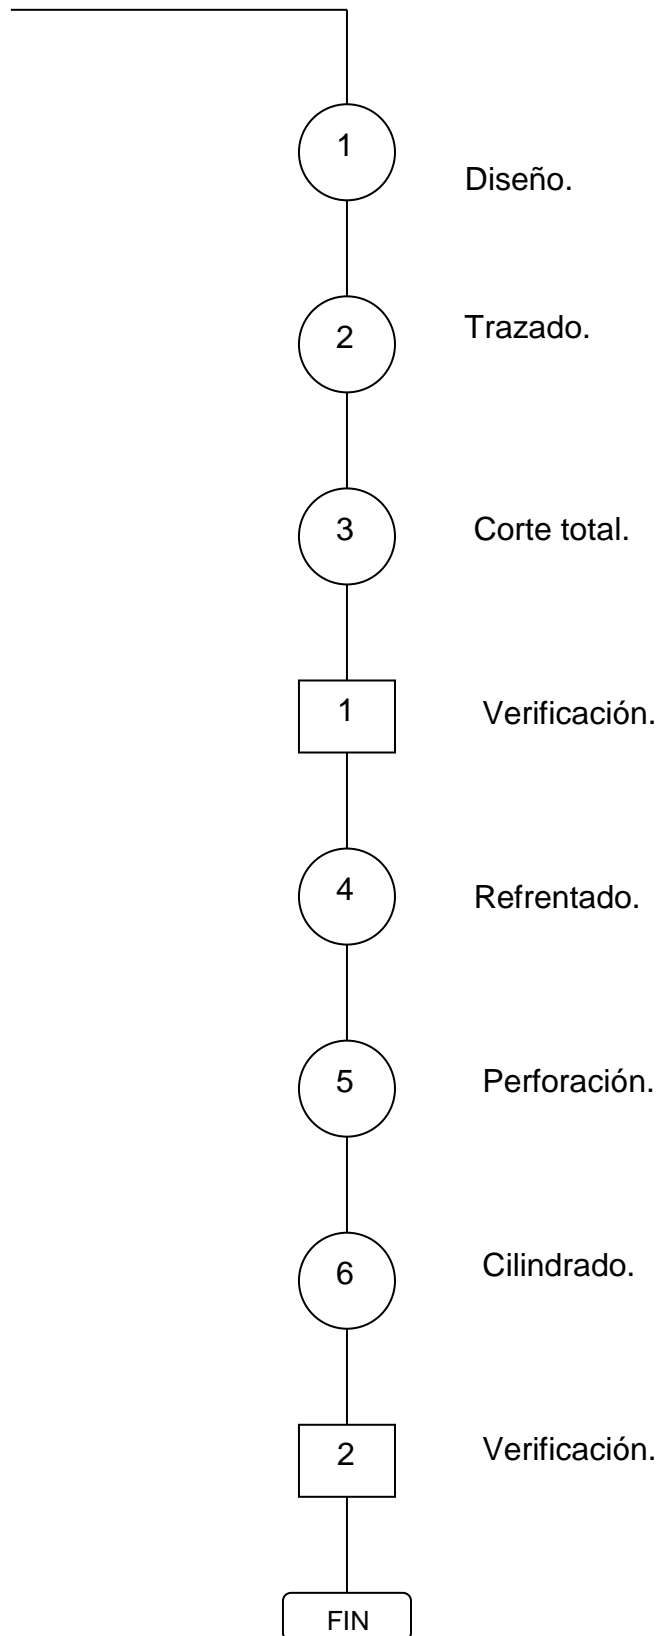 1
Diseño.
2
Trazado.
3
Corte total.
1
Verificación.
4
Refrentado.
5
Perforación.
6
Cilindrado.
2
Verificación.
FIN